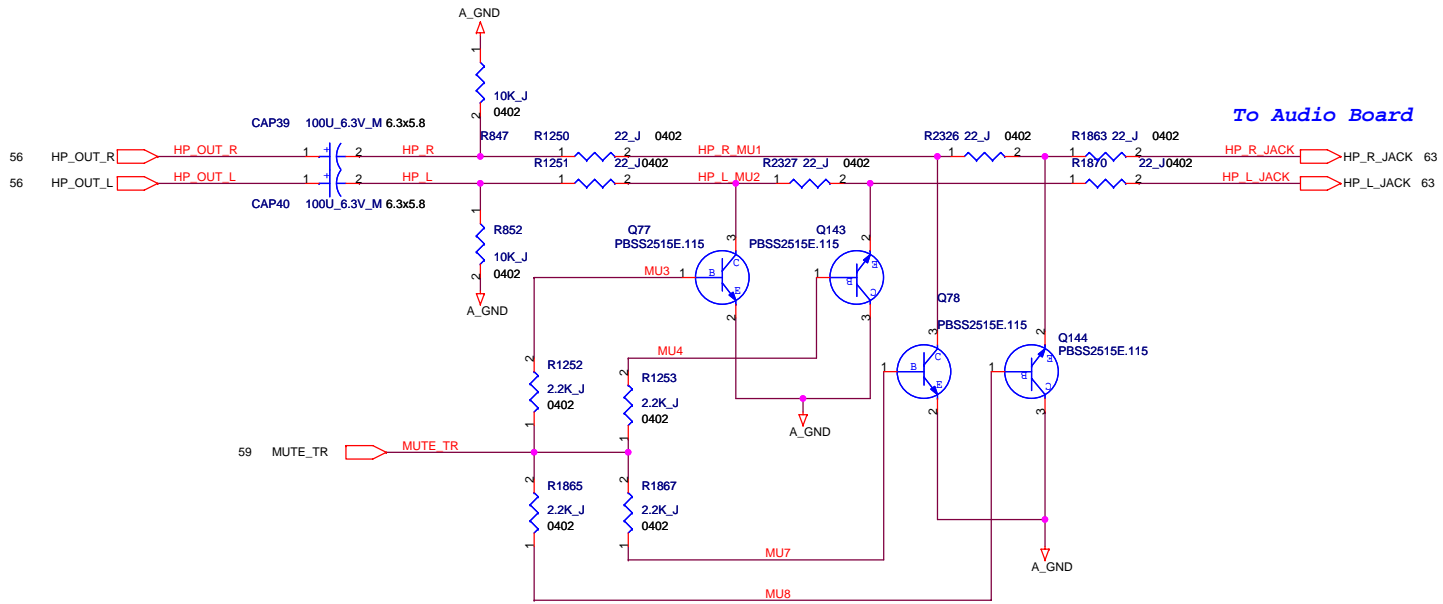 A_GND
1
10K_J
0402
2
R847
To Audio Board
CAP39 100U_6.3V_M 6.3x5.8
56 HP_OUT_R HP_OUT_R 1 + 2 HP_R
R1250 22_J 0402
1 2 HP_R_MU1
R2326 22_J 0402
1 2
R1863 22_J 0402
1 2 HP_R_JACK HP_R_JACK 63
56 HP_OUT_L HP_OUT_L 1 + 2 HP_L
R1251 22_J 0402
1 2 HP_L_MU2
R2327 22_J 0402
1 2
R1870 22_J 0402
1 2 HP_L_JACK HP_L_JACK 63
CAP40 100U_6.3V_M 6.3x5.8
1
R852
10K_J
0402
2
A_GND
Q77
PBSS2515E.115
MU3 1 B C E 3 2
Q143
PBSS2515E.115
1 B E C 2 3
Q78
PBSS2515E.115
1 B C E 3 2
Q144
PBSS2515E.115
1 B E C 2 3
MU4
2
R1252
2.2K_J
0402
1
2
R1253
2.2K_J
0402
1
A_GND
59 MUTE_TR MUTE_TR
2
R1865
2.2K_J
0402
1
2
R1867
2.2K_J
0402
1
MU7
A_GND
MU8